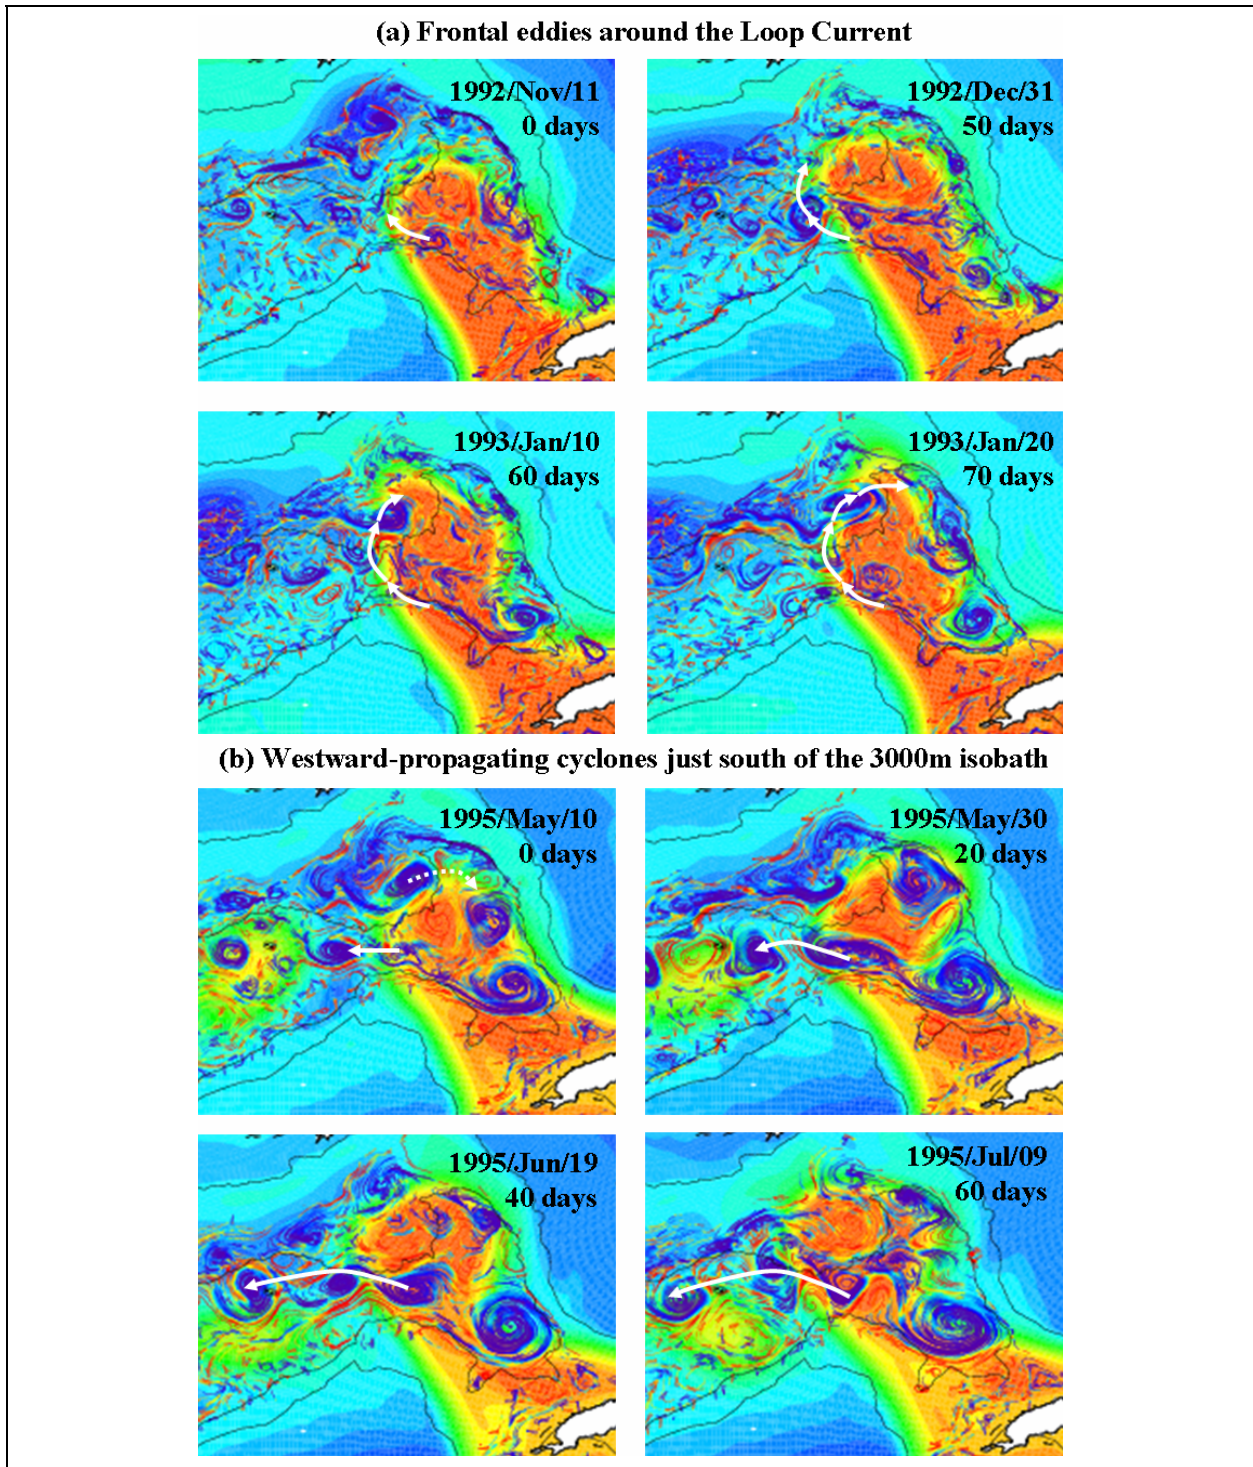 (a) Frontal eddies around the Loop Current
1992/Nov/11
0 days
1992/Dec/31
50 days
1993/Jan/10
60 days
1993/Jan/20
70 days
(b) Westward-propagating cyclones just south of the 3000m isobath
1995/May/10
0 days
1995/May/30
20 days
1995/Jun/19
40 days
1995/Jul/09
60 days